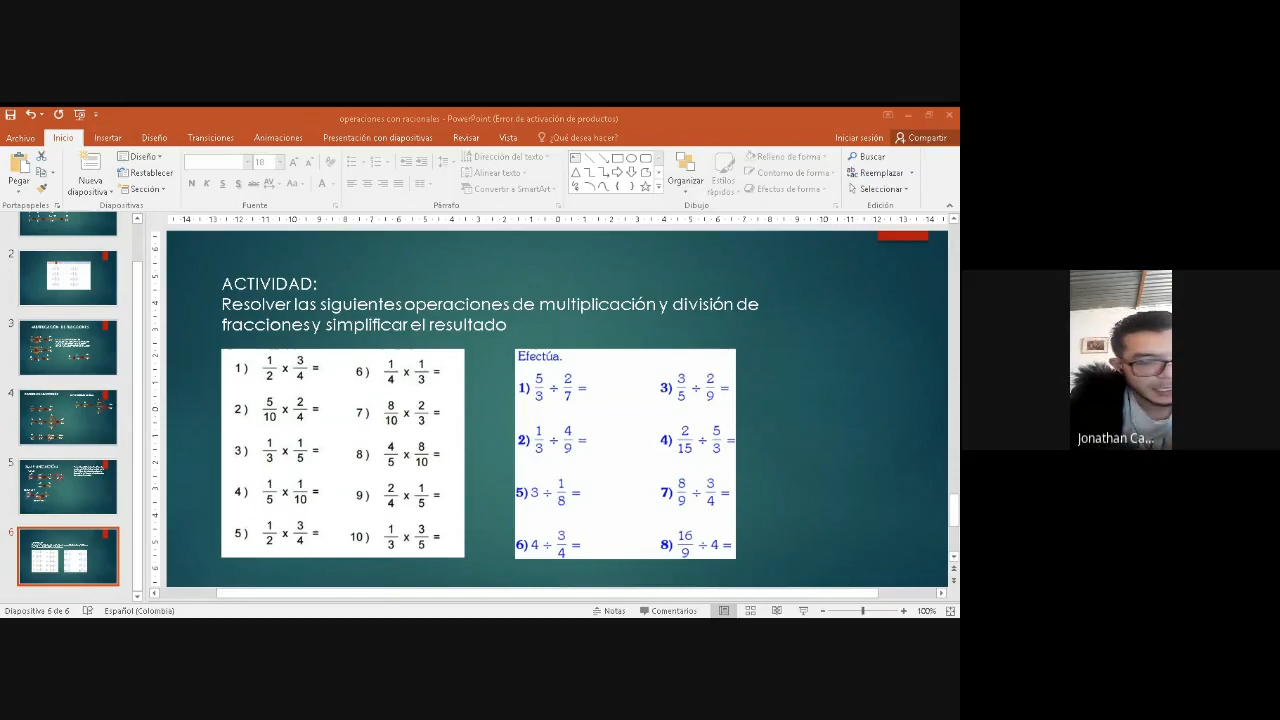 operaciones con racionales - PowerPoint (Error de activación de productos)
Archivo Inicio Insertar Diseño Transiciones Animaciones Presentación con diapositivas Revisar Vista ¿Qué desea hacer? Iniciar sesión Compartir
Pegar
Nueva diapositiva
Diseño
Restablecer
Sección
18
N K S S abc AV Aa A
Dirección del texto
Alinear texto
Convertir a SmartArt
Organizar
Estilos rápidos
Relleno de forma
Contorno de forma
Efectos de forma
Buscar
Reemplazar
Seleccionar
Portapapeles Diapositivas Fuente Párrafo Dibujo Edición
2
3
4
5
6
ACTIVIDAD:
Resolver las siguientes operaciones de multiplicación y división de
fracciones y simplificar el resultado
1) 1/2 x 3/4 =
2) 5/10 x 2/4 =
3) 1/3 x 1/5 =
4) 1/5 x 1/10 =
5) 1/2 x 3/4 =
6) 1/4 x 1/3 =
7) 8/10 x 2/3 =
8) 4/5 x 8/10 =
9) 2/4 x 1/5 =
10) 1/3 x 3/5 =
Efectúa.
1) 5/3 ÷ 2/7 =
3) 3/5 ÷ 2/9 =
2) 1/3 ÷ 4/9 =
4) 2/15 ÷ 5/3 =
5) 3 ÷ 1/8 =
7) 8/9 ÷ 3/4 =
6) 4 ÷ 3/4 =
8) 16/9 ÷ 4 =
Diapositiva 6 de 6 Español (Colombia) Notas Comentarios 100%
Jonathan Ca...